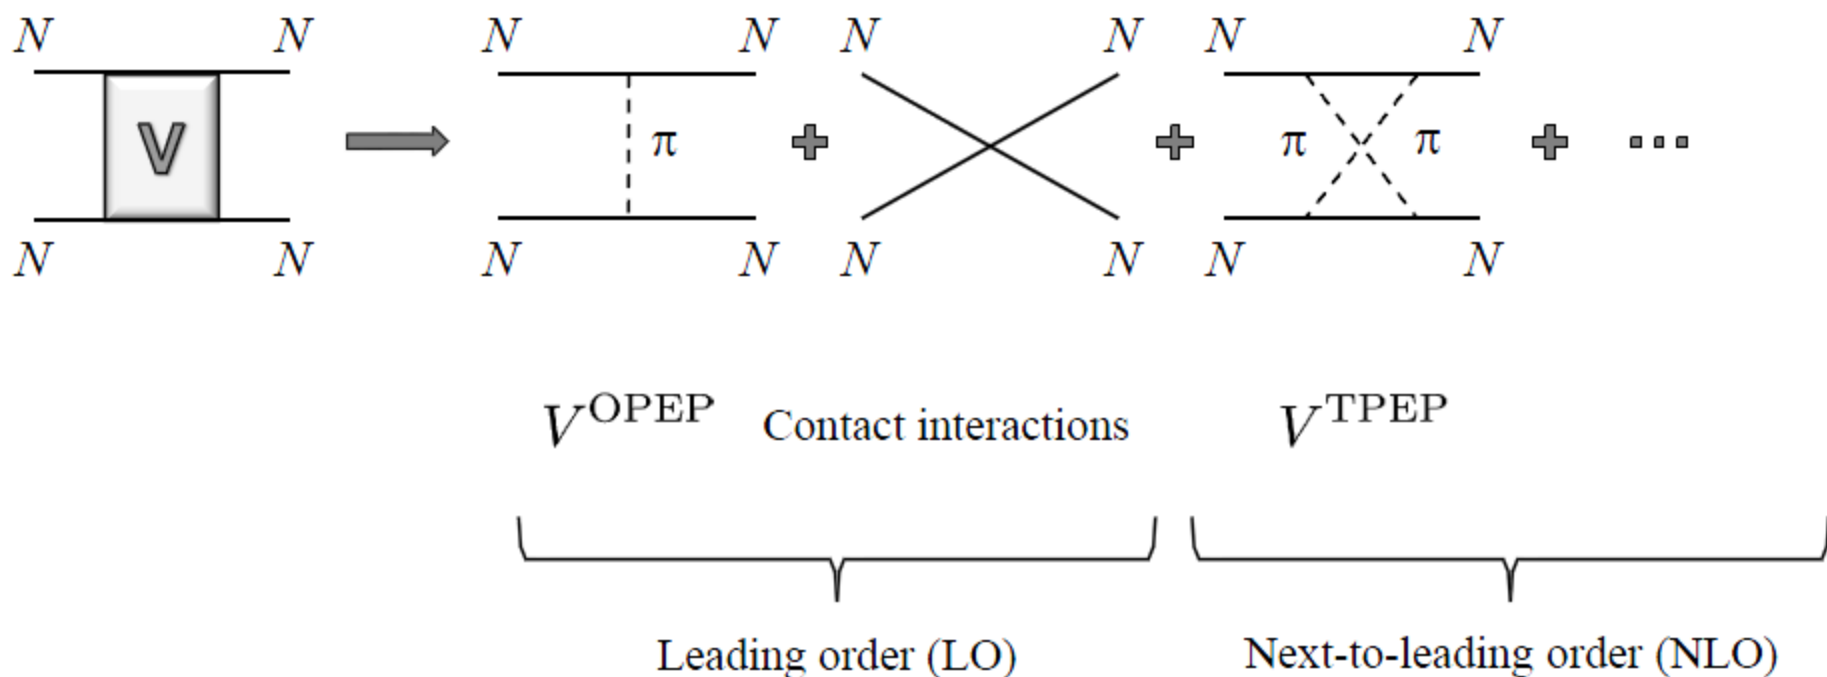 N N N N N N N N
V π + + π π + ...
N N N N N N N N
V^OPEP Contact interactions V^TPEP
Leading order (LO) Next-to-leading order (NLO)